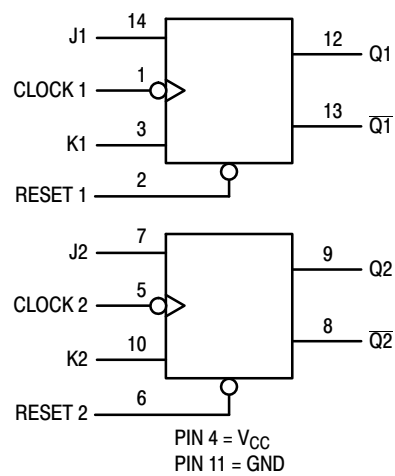 J1 14 12 Q1
CLOCK 1 1
13 Q1̅
K1 3
RESET 1 2
J2 7 9 Q2
CLOCK 2 5
8 Q2̅
K2 10
RESET 2 6
PIN 4 = VCC
PIN 11 = GND